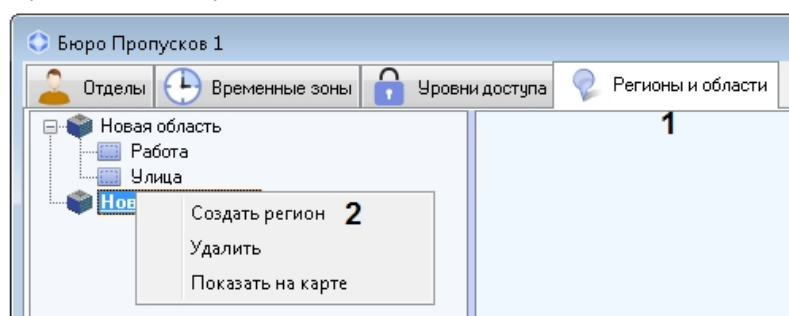 Бюро Пропусков 1
Отделы Временные зоны Уровни доступа Регионы и области
1
Новая область
Работа
Улица
Нов
Создать регион 2
Удалить
Показать на карте